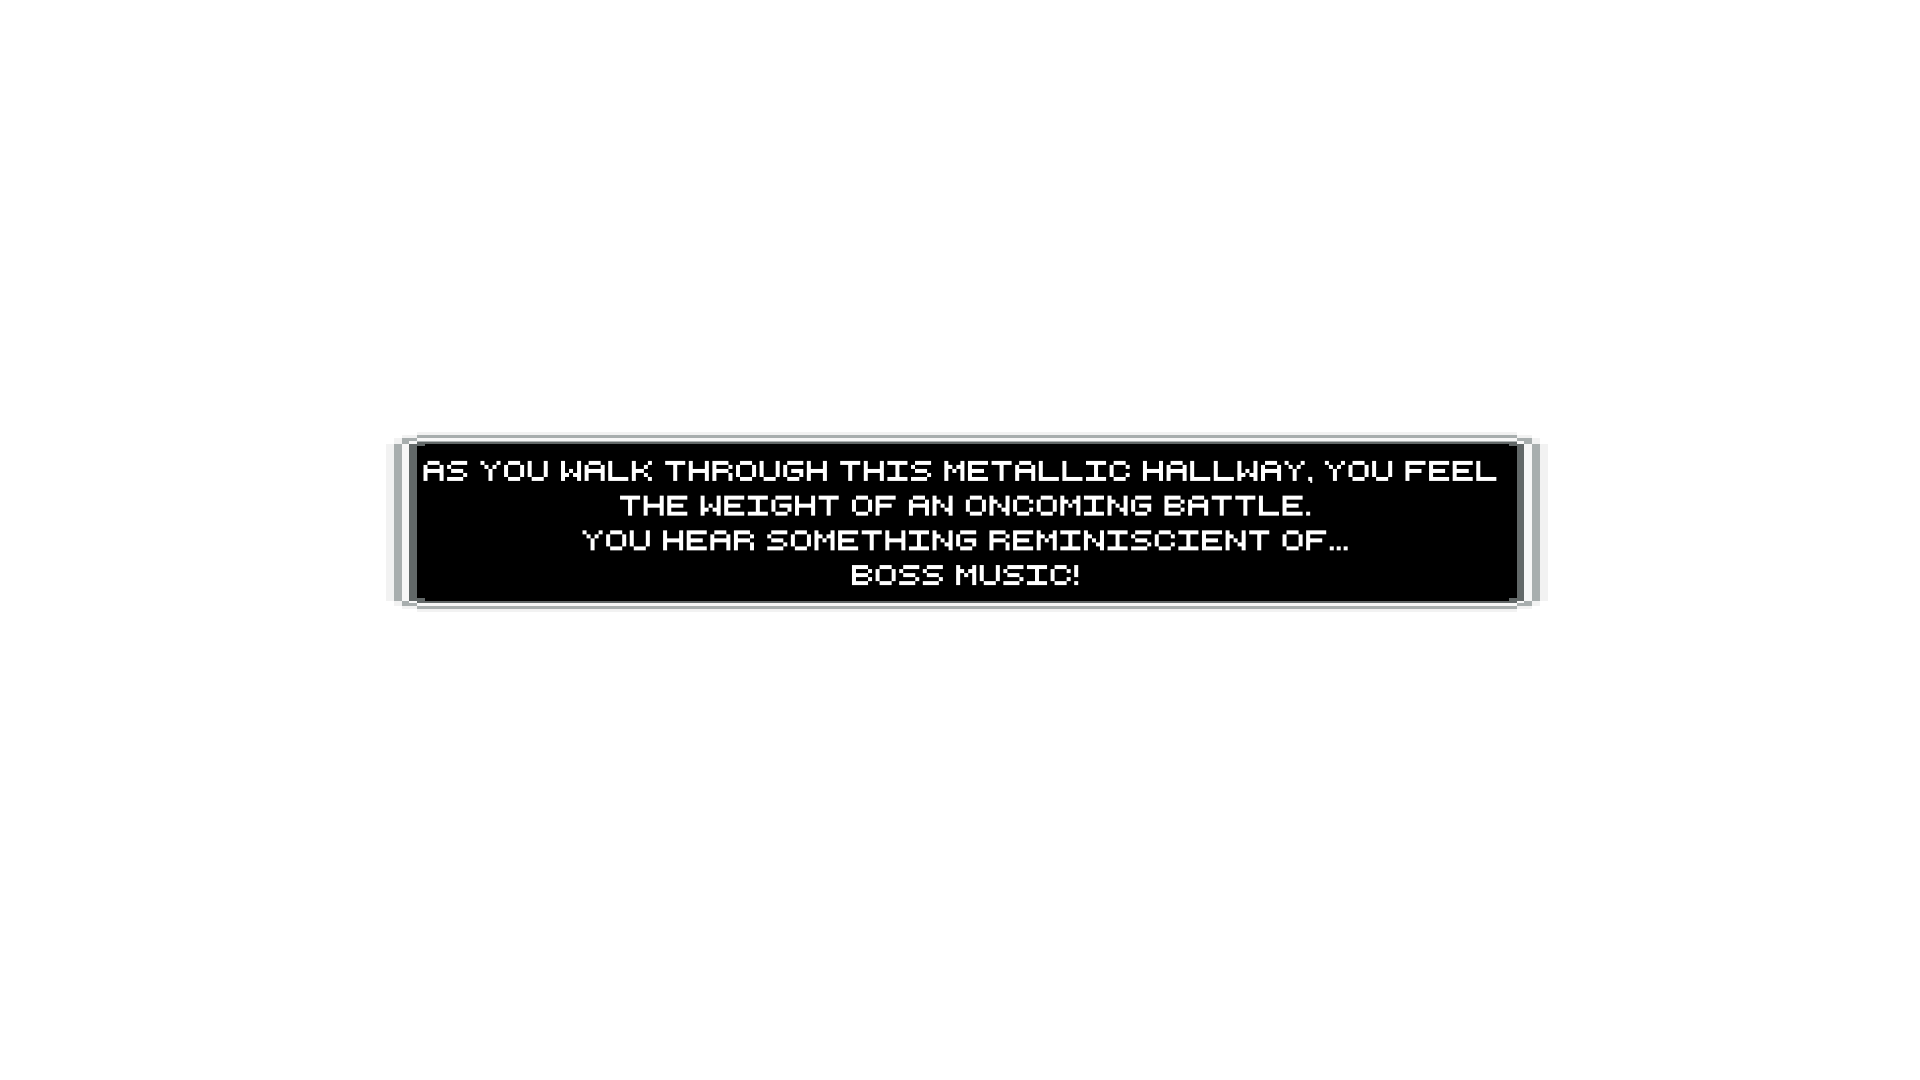 AS YOU WALK THROUGH THIS METALLIC HALLWAY, YOU FEEL
THE WEIGHT OF AN ONCOMING BATTLE.
YOU HEAR SOMETHING REMINISCIENT OF...
BOSS MUSIC!